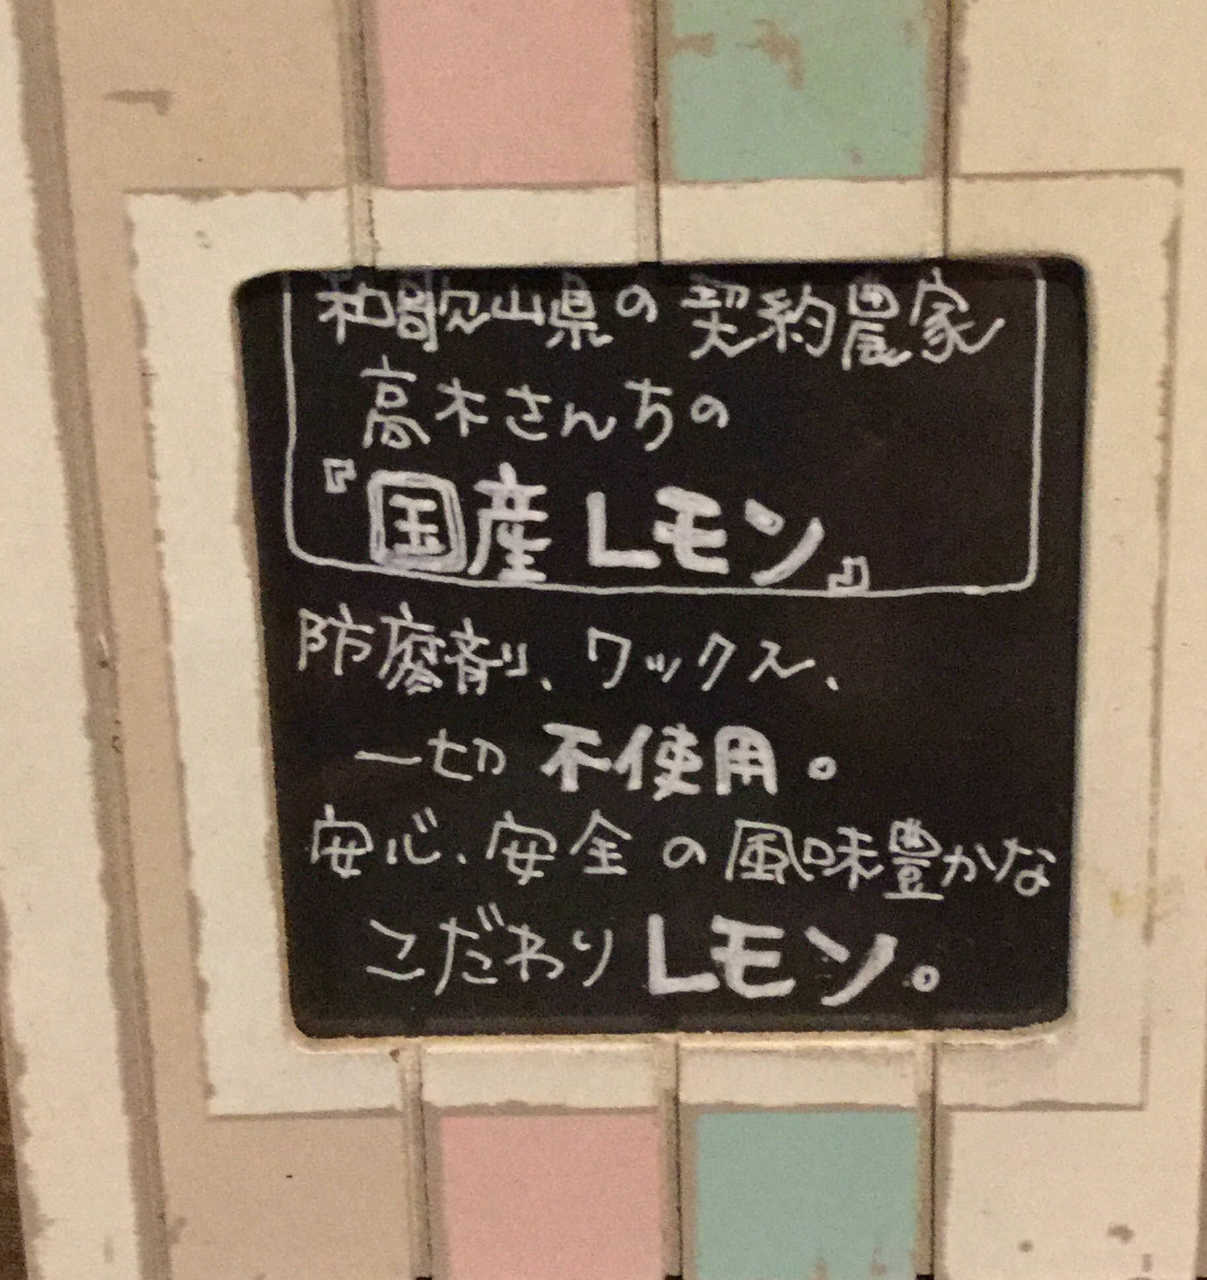 和歌山県の契約農家
高木さんちの
『国産レモン』
防腐剤、ワックス、
一切不使用。
安心、安全の風味豊かな
こだわりレモン。